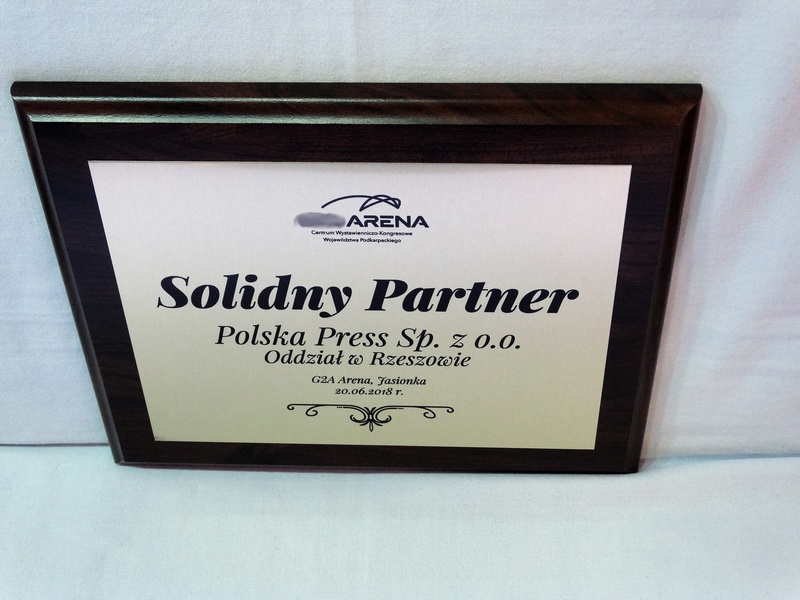 ARENA
Centrum Wystawienniczo-Kongresowe
Województwa Podkarpackiego
Solidny Partner
Polska Press Sp. z o.o.
Oddział w Rzeszowie
G2A Arena, Jasionka
20.06.2018 r.